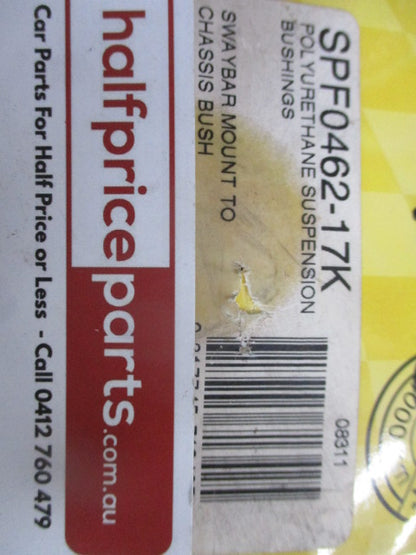 SPF0462-17K
POLYURETHANE SUSPENSION
BUSHINGS
SWAYBAR MOUNT TO
CHASSIS BUSH
08311
halfpriceparts.com.au
Car Parts For Half Price or Less - Call 0412 760 479